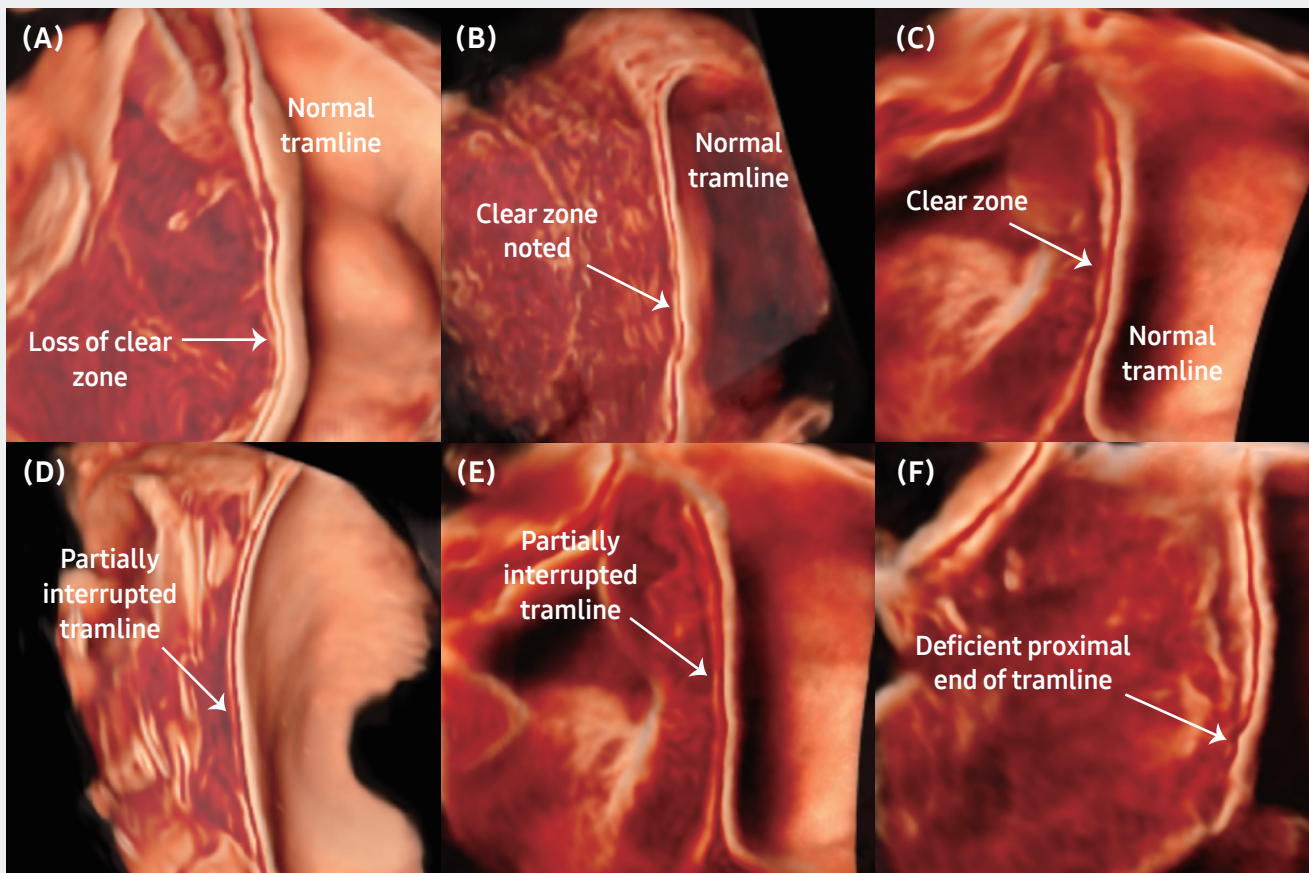 (A)
Normal
tramline
Loss of clear
zone
(B)
Normal
tramline
Clear zone
noted
(C)
Clear zone
Normal
tramline
(D)
Partially
interrupted
tramline
(E)
Partially
interrupted
tramline
(F)
Deficient proximal
end of tramline